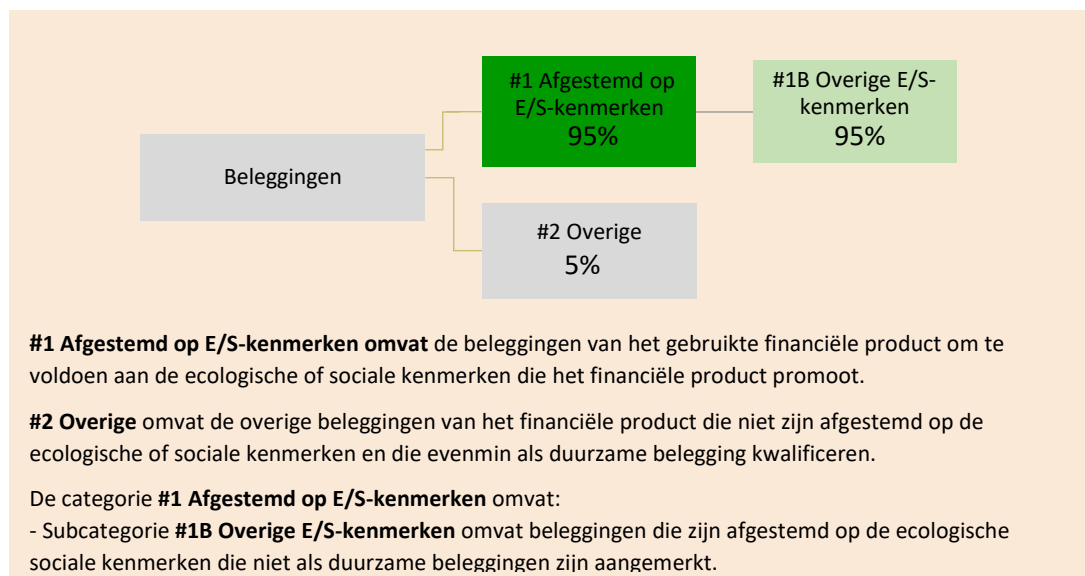 #1 Afgestemd op
E/S-kenmerken
95%
#1B Overige E/S-
kenmerken
95%
Beleggingen
#2 Overige
5%
#1 Afgestemd op E/S-kenmerken omvat de beleggingen van het gebruikte financiële product om te
voldoen aan de ecologische of sociale kenmerken die het financiële product promoot.
#2 Overige omvat de overige beleggingen van het financiële product die niet zijn afgestemd op de
ecologische of sociale kenmerken en die evenmin als duurzame belegging kwalificeren.
De categorie #1 Afgestemd op E/S-kenmerken omvat:
- Subcategorie #1B Overige E/S-kenmerken omvat beleggingen die zijn afgestemd op de ecologische
sociale kenmerken die niet als duurzame beleggingen zijn aangemerkt.